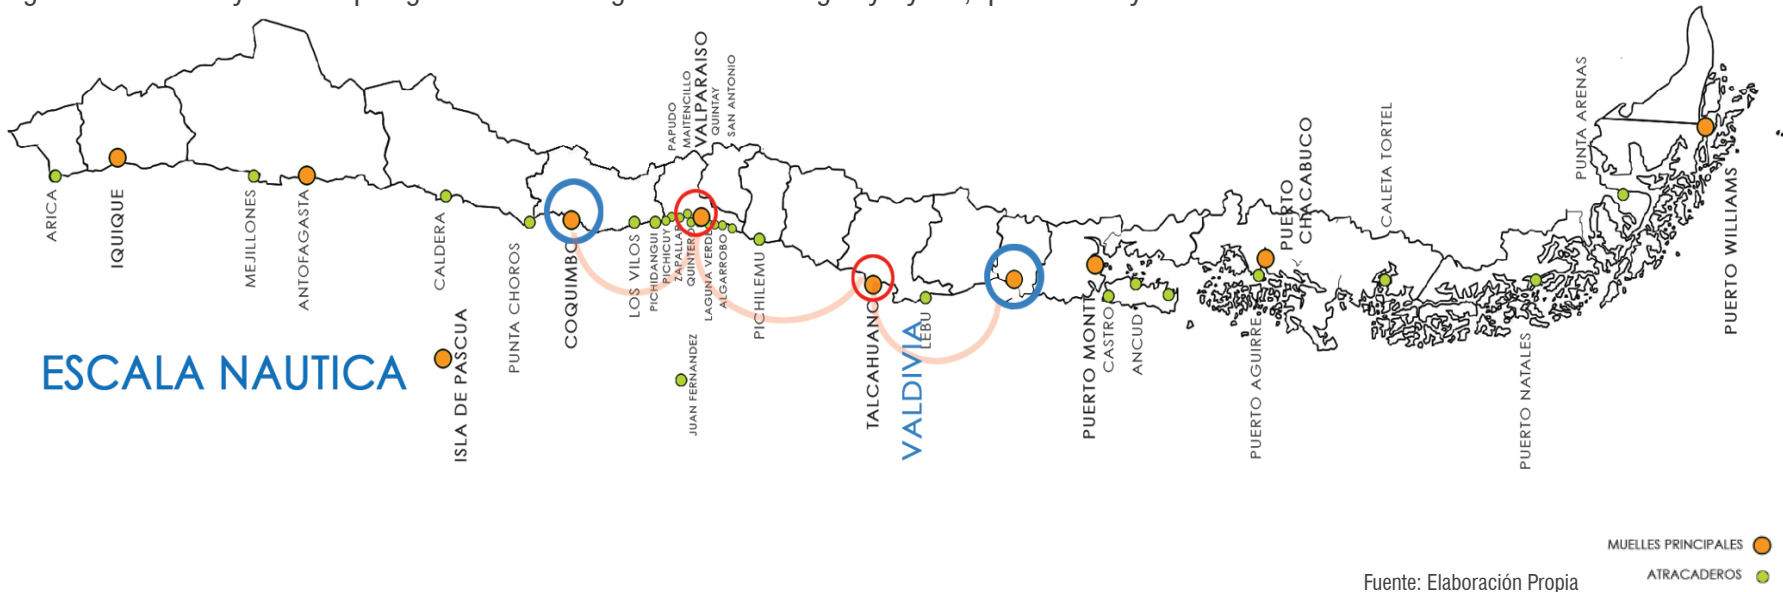 PAPUDO
MAITENCILLO
VALPARAISO
QUINTAY
SAN ANTONIO
PUNTA ARENAS
CALETA TORTEL
PUERTO
CHACABUCO
ARICA
IQUIQUE
MEJILLONES
ANTOFAGASTA
CALDERA
PUNTA CHOROS
COQUIMBO
LOS VILOS
PICHIDANGUI
PICHICUY
ZAPALLAR
QUINTERO
LAGUNA VERDE
ALGARROBO
PICHILEMU
TALCAHUANO
LEBU
VALDIVIA
PUERTO MONTT
CASTRO
ANCUD
PUERTO AGUIRRE
PUERTO NATALES
PUERTO WILLIAMS
ESCALA NAUTICA
ISLA DE PASCUA
JUAN FERNANDEZ
MUELLES PRINCIPALES
ATRACADEROS
Fuente: Elaboración Propia